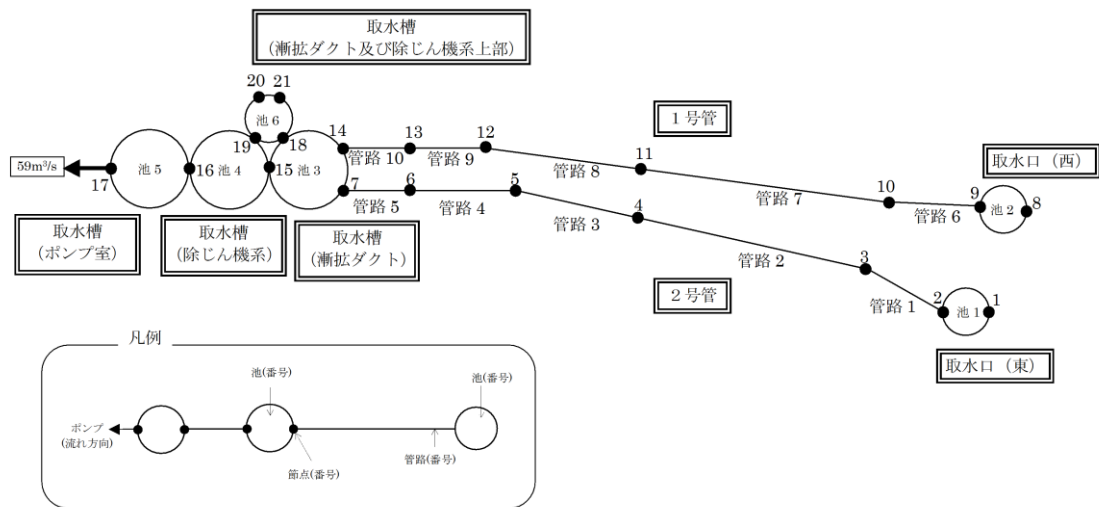 取水槽
（漸拡ダクト及び除じん機系上部）
20
21
池 6
19
18
14
13
12
１号管
11
管路 10
管路 9
管路 8
取水口（西）
59m³/s
17
池 5
16
池 4
15
池 3
7
6
5
4
管路 5
管路 4
管路 3
管路 7
10
管路 6
9
池 2
8
取水槽
（ポンプ室）
取水槽
（除じん機系）
取水槽
（漸拡ダクト）
管路 2
２号管
3
管路 1
2
池 1
1
取水口（東）
凡例
池(番号)
池(番号)
ポンプ
(流れ方向)
節点(番号)
管路(番号)